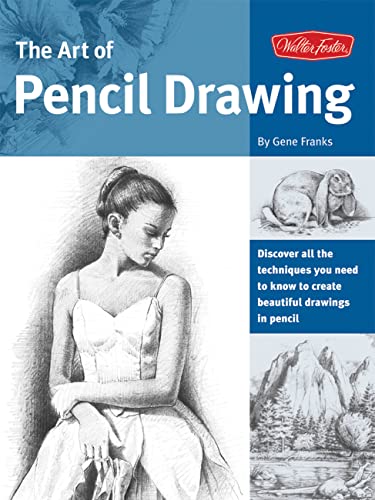 The Art of
Pencil Drawing
Walter Foster
By Gene Franks
Discover all the
techniques you need
to know to create
beautiful drawings
in pencil